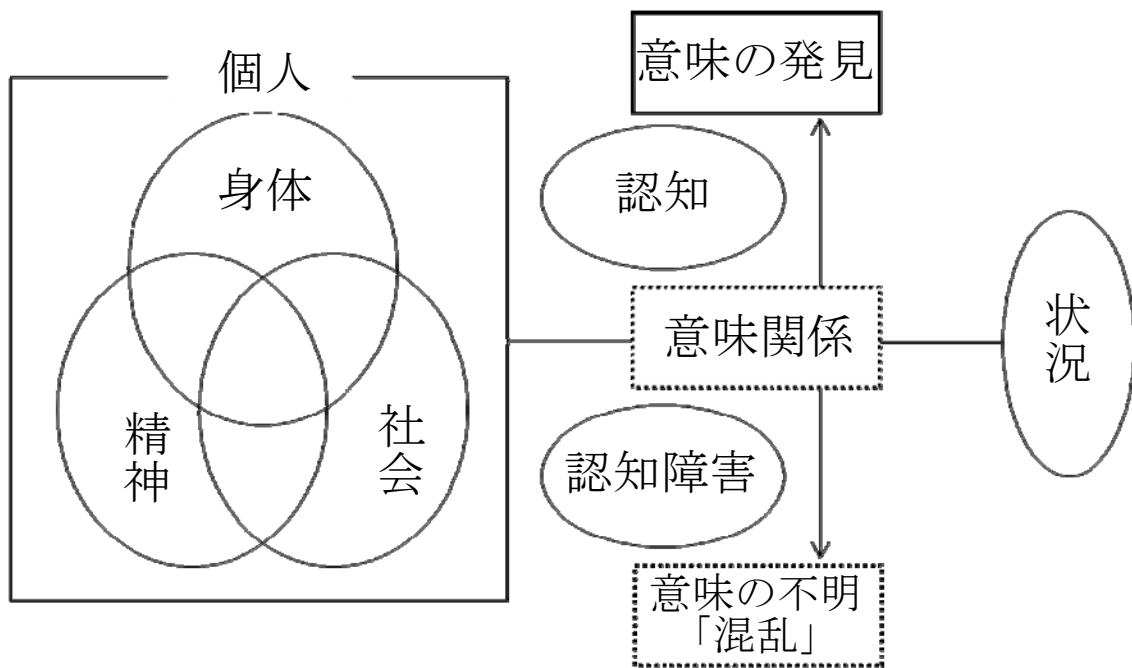 個人
身体
精神
社会
意味の発見
認知
意味関係
認知障害
意味の不明
「混乱」
状況